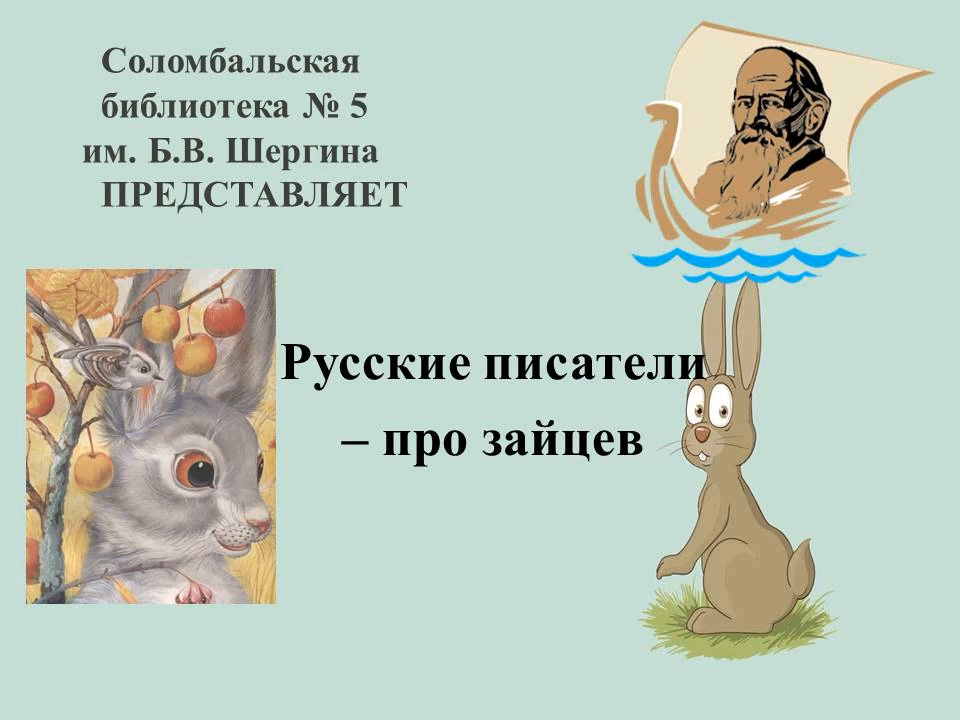 Соломбальская
библиотека № 5
им. Б.В. Шергина
ПРЕДСТАВЛЯЕТ
Русские писатели
– про зайцев